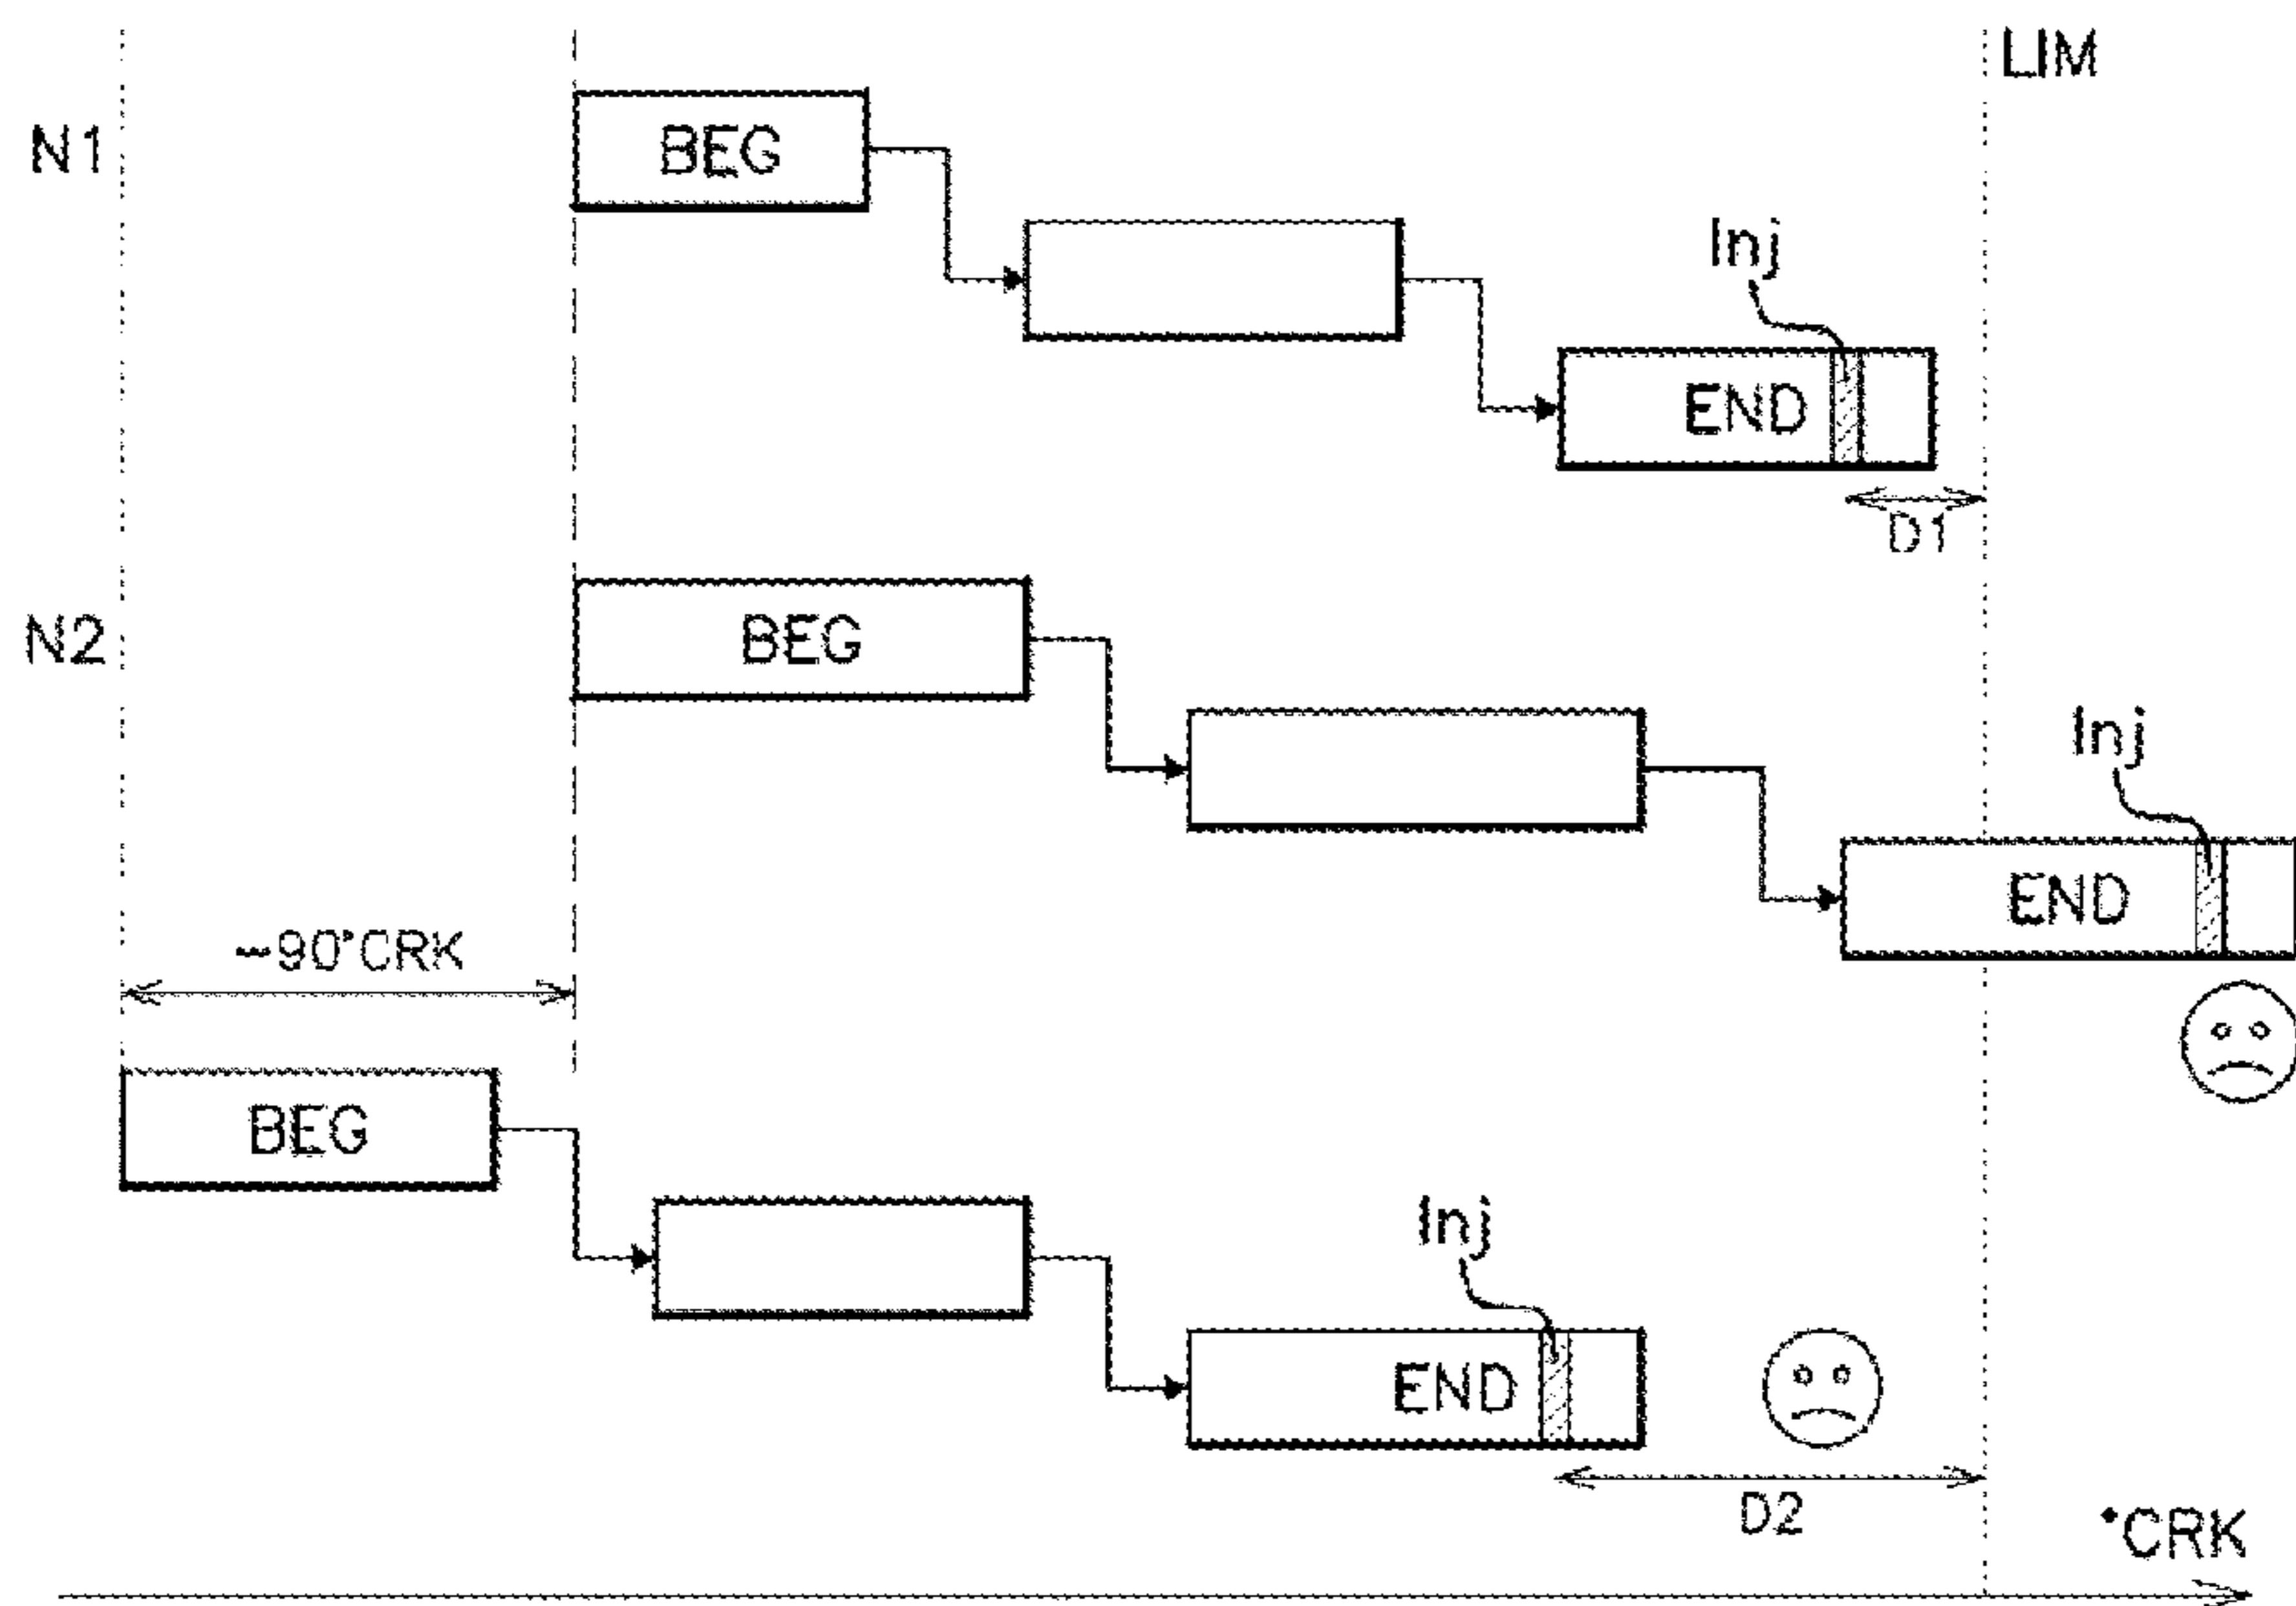 LIM
N1
BEG
Inj
END
D1
N2
BEG
Inj
END
~90°CRK
BEG
Inj
END
D2
°CRK